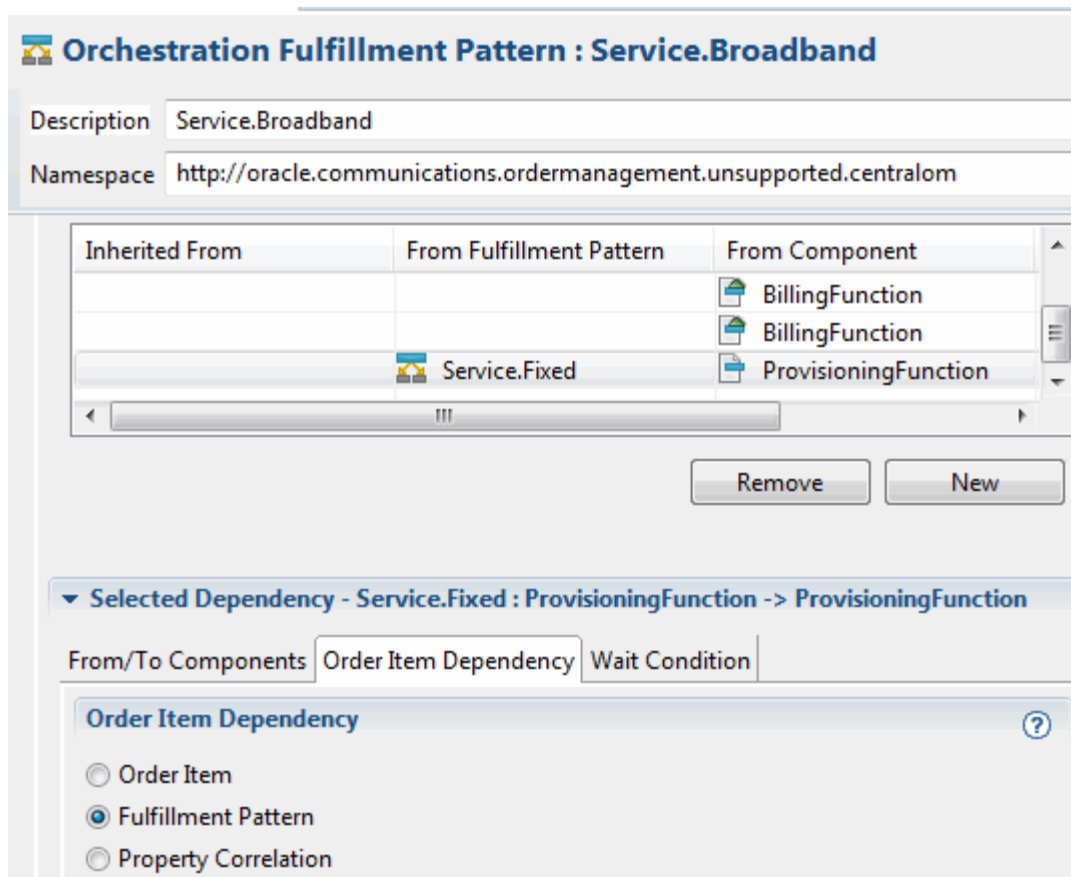 Orchestration Fulfillment Pattern : Service.Broadband
Description Service.Broadband
Namespace http://oracle.communications.ordermanagement.unsupported.centralom
Inherited From From Fulfillment Pattern From Component
BillingFunction
BillingFunction
Service.Fixed ProvisioningFunction
Remove New
Selected Dependency - Service.Fixed : ProvisioningFunction -> ProvisioningFunction
From/To Components Order Item Dependency Wait Condition
Order Item Dependency ?
Order Item
Fulfillment Pattern
Property Correlation